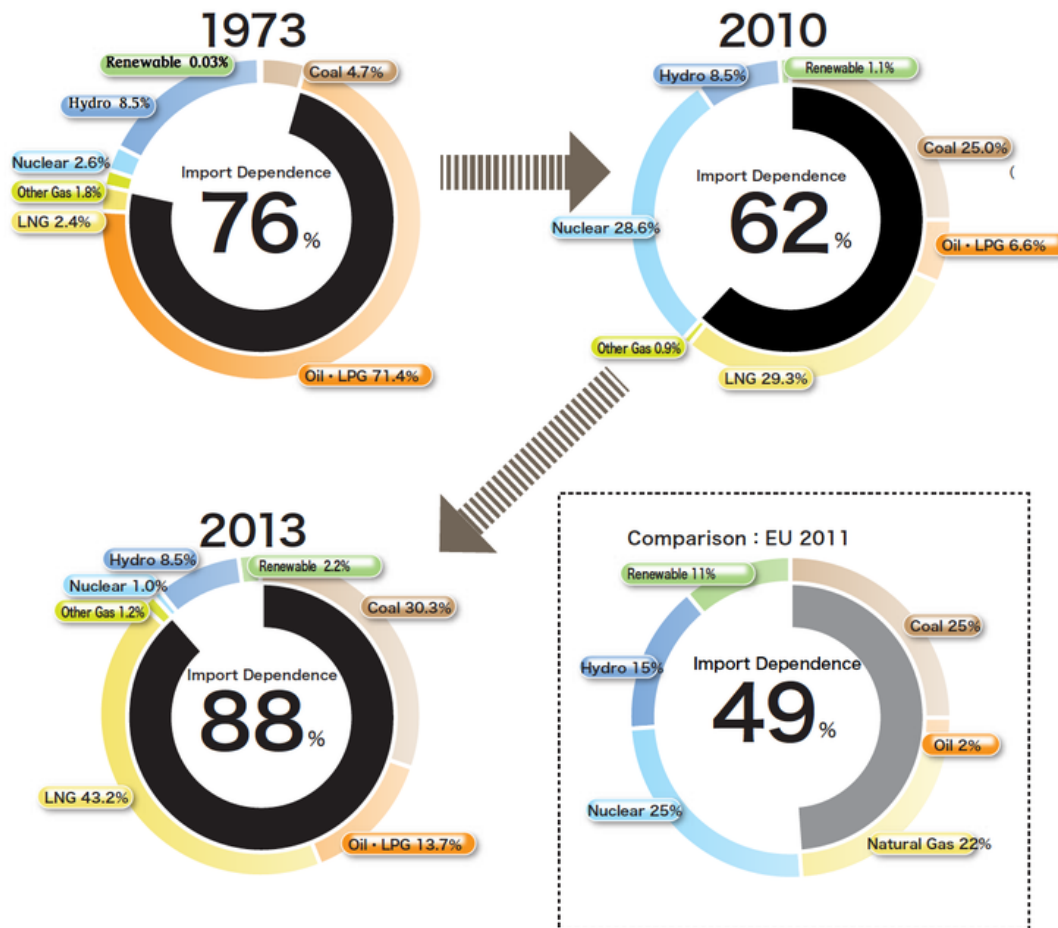 1973
Renewable 0.03%
Coal 4.7%
Hydro 8.5%
Nuclear 2.6%
Other Gas 1.8%
LNG 2.4%
Import Dependence
76%
Oil・LPG 71.4%
2010
Hydro 8.5%
Renewable 1.1%
Coal 25.0%
(
Nuclear 28.6%
Import Dependence
62%
Oil・LPG 6.6%
Other Gas 0.9%
LNG 29.3%
2013
Hydro 8.5%
Renewable 2.2%
Nuclear 1.0%
Other Gas 1.2%
Coal 30.3%
Import Dependence
88%
LNG 43.2%
Oil・LPG 13.7%
Comparison : EU 2011
Renewable 11%
Coal 25%
Hydro 15%
Import Dependence
49%
Oil 2%
Nuclear 25%
Natural Gas 22%